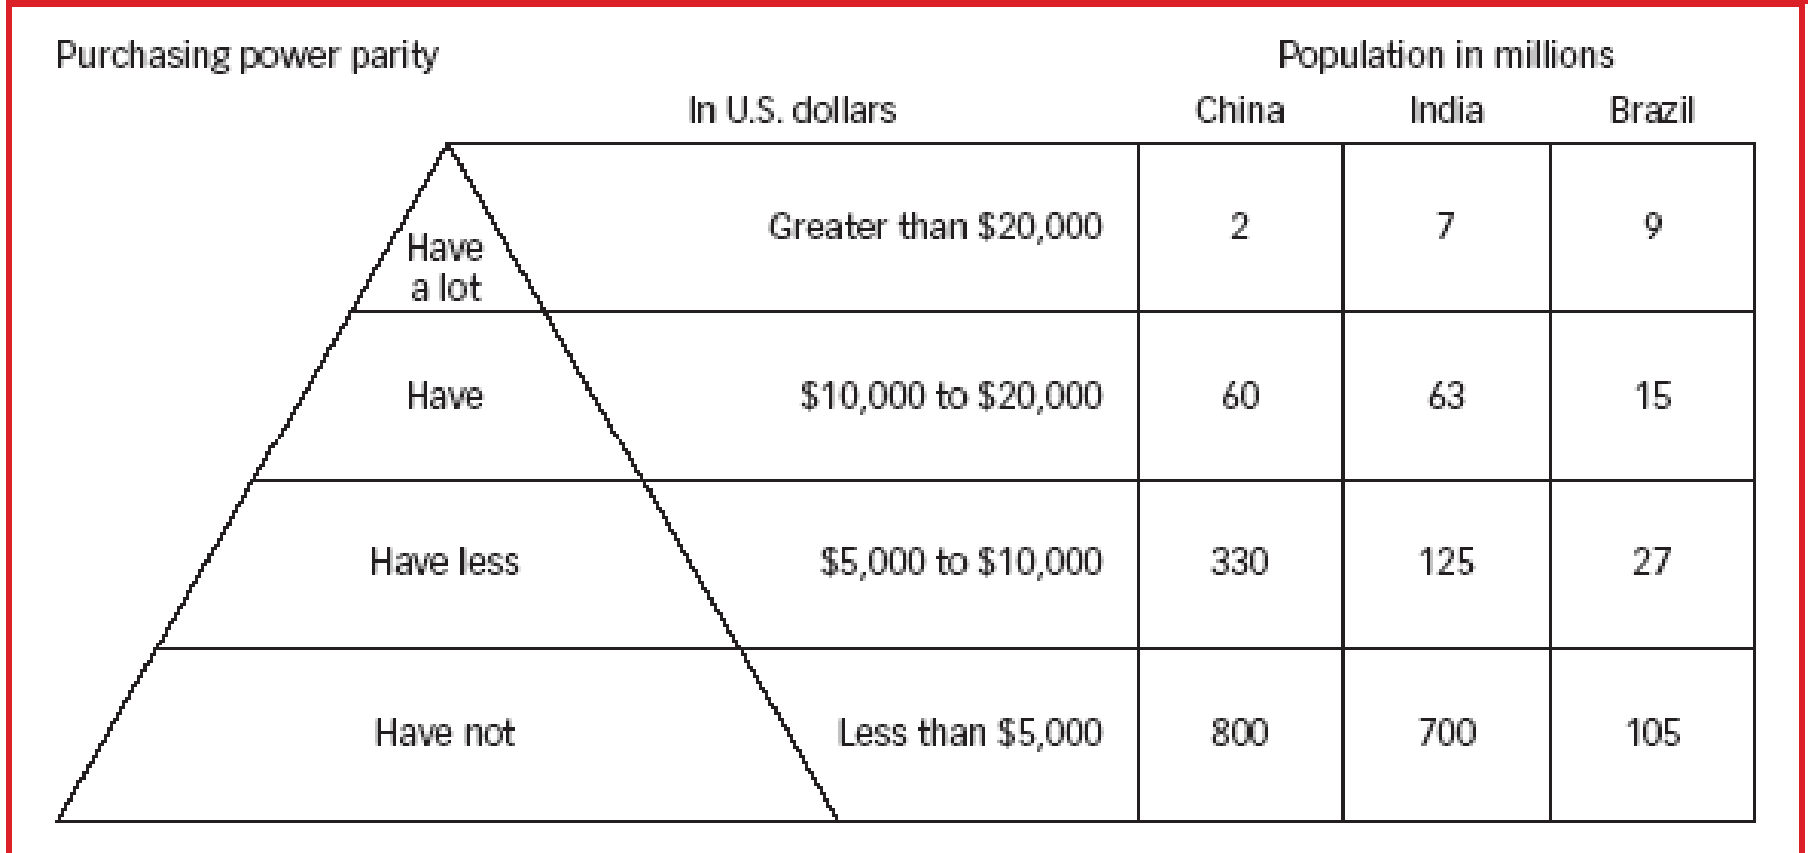 Purchasing power parity
Population in millions
In U.S. dollars China India Brazil
Have
a lot
Greater than $20,000 2 7 9
Have $10,000 to $20,000 60 63 15
Have less $5,000 to $10,000 330 125 27
Have not Less than $5,000 800 700 105